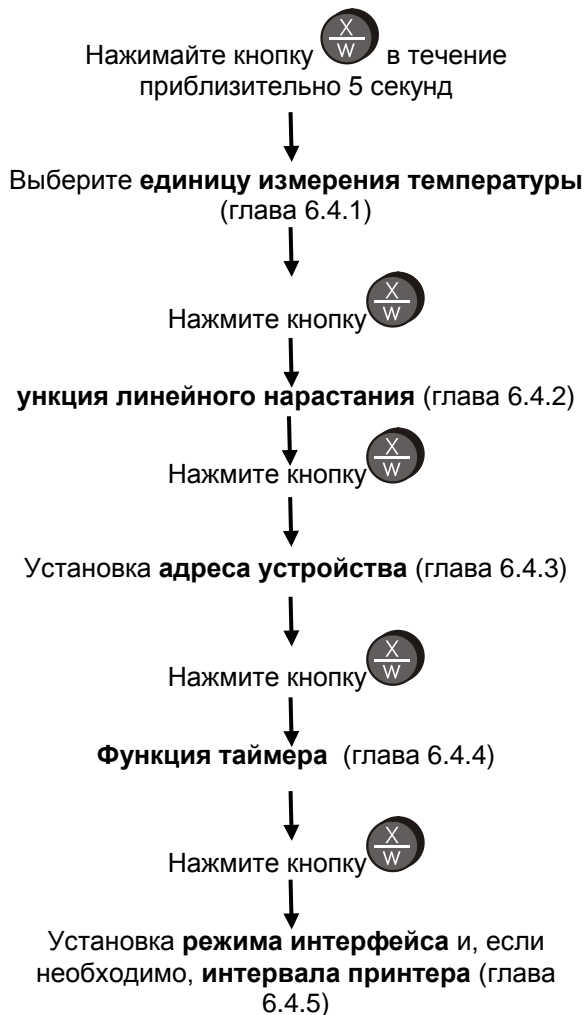 Нажимайте кнопку X/W в течение
приблизительно 5 секунд
Выберите единицу измерения температуры
(глава 6.4.1)
Нажмите кнопку X/W
ункция линейного нарастания (глава 6.4.2)
Нажмите кнопку X/W
Установка адреса устройства (глава 6.4.3)
Нажмите кнопку X/W
Функция таймера (глава 6.4.4)
Нажмите кнопку X/W
Установка режима интерфейса и, если
необходимо, интервала принтера (глава
6.4.5)